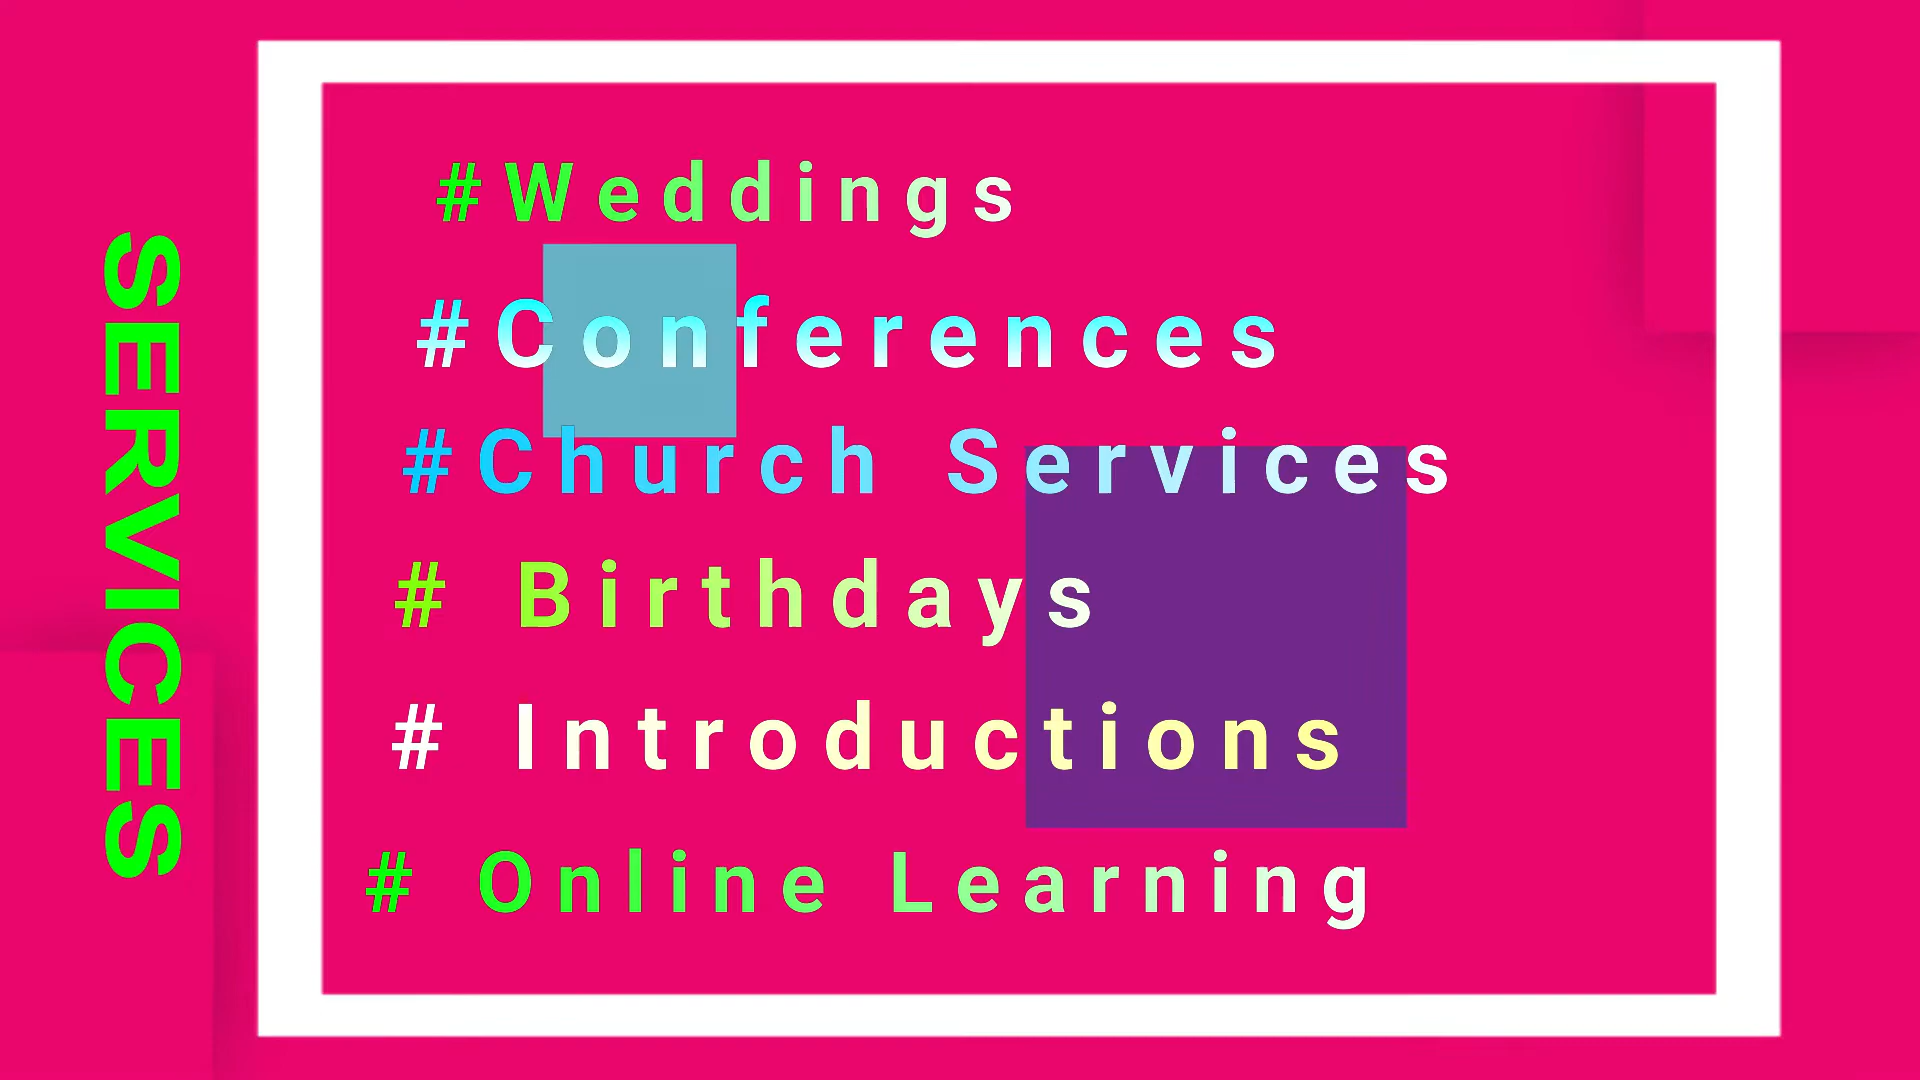 SERVICES
#Weddings
#Conferences
#Church Services
# Birthdays
# Introductions
# Online Learning